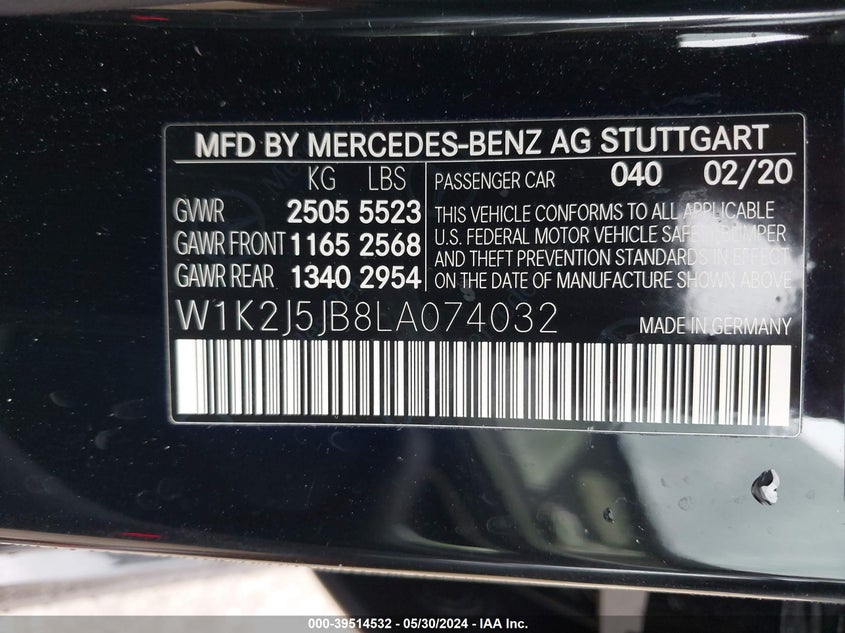 MFD BY MERCEDES-BENZ AG STUTTGART
KG LBS
GVWR 2505 5523
GAWR FRONT 1165 2568
GAWR REAR 1340 2954
PASSENGER CAR 040 02/20
THIS VEHICLE CONFORMS TO ALL APPLICABLE
U.S. FEDERAL MOTOR VEHICLE SAFETY, BUMPER
AND THEFT PREVENTION STANDARDS IN EFFECT
ON THE DATE OF MANUFACTURE SHOWN ABOVE
W1K2J5JB8LA074032
MADE IN GERMANY
000-39514532 - 05/30/2024 - IAA Inc.